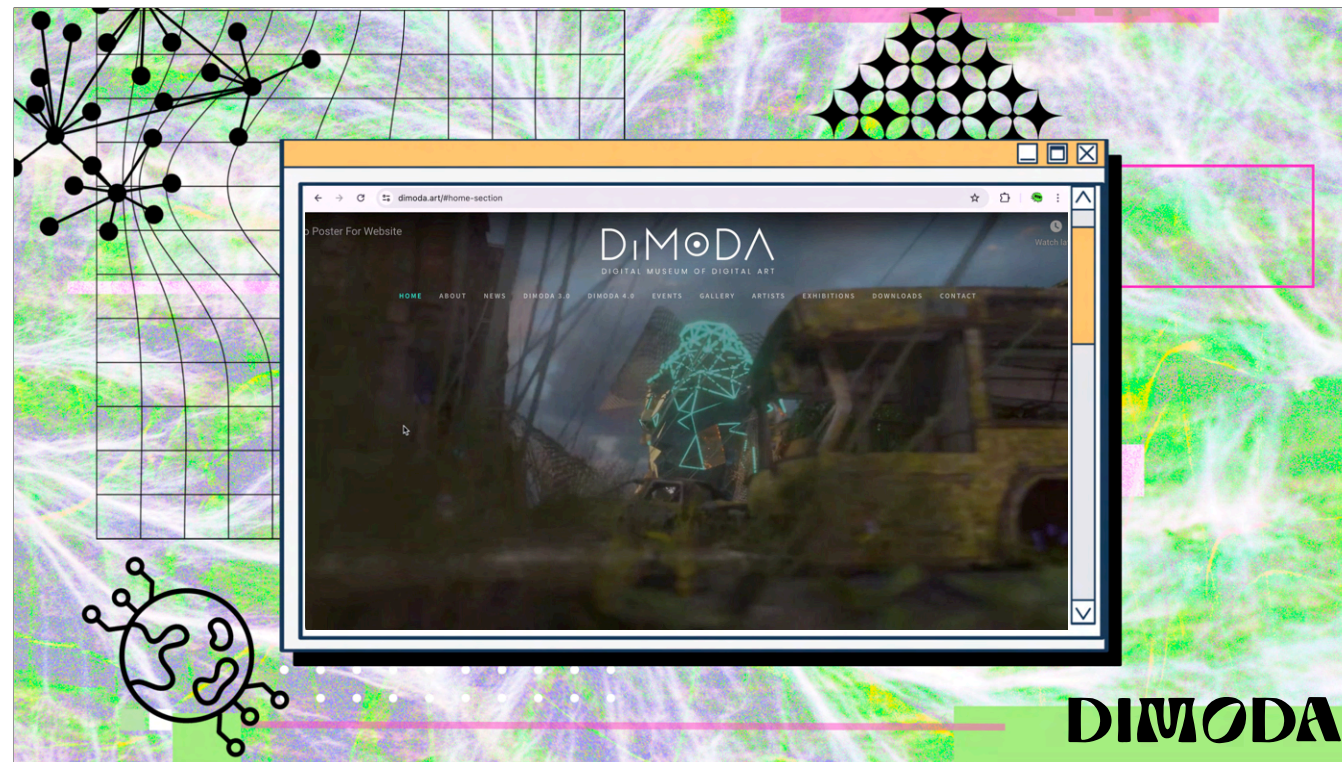 dimoda.art/#home-section
Poster For Website
Watch la
DiMoDA
DIGITAL MUSEUM OF DIGITAL ART
HOME ABOUT NEWS DIMODA 3.0 DIMODA 4.0 EVENTS GALLERY ARTISTS EXHIBITIONS DOWNLOADS CONTACT
DIMODA